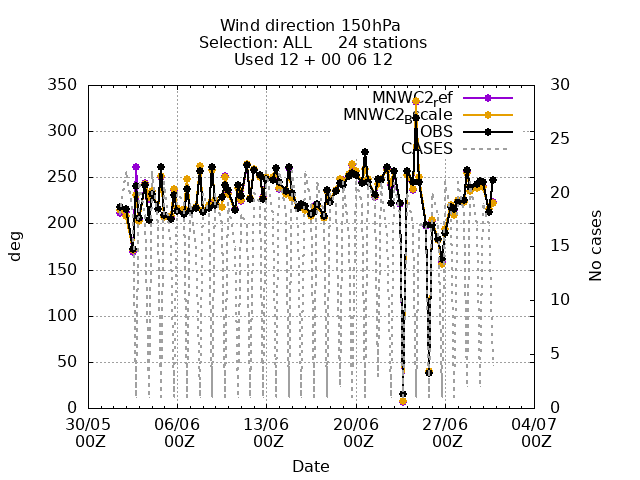 Wind direction 150hPa
Selection: ALL 24 stations
Used 12 + 00 06 12
350
300
250
200
150
100
50
0
deg
30
25
20
15
10
5
0
No cases
MNWC2_ref
MNWC2_Bscale
OBS
CASES
30/05 06/06 13/06 20/06 27/06 04/07
00Z 00Z 00Z 00Z 00Z 00Z
Date